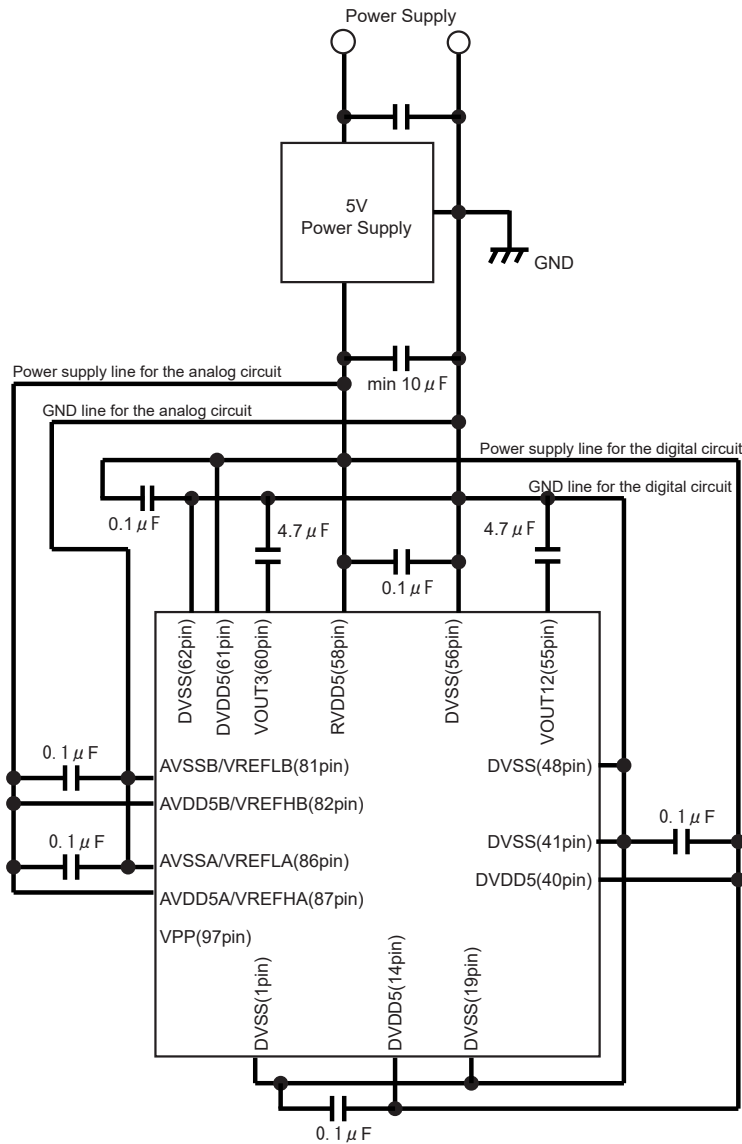 Power Supply
5V
Power Supply
GND
Power supply line for the analog circuit
min 10 μF
GND line for the analog circuit
Power supply line for the digital circuit
GND line for the digital circuit
0.1 μF
4.7 μF
4.7 μF
0.1 μF
DVSS(62pin)
DVDD5(61pin)
VOUT3(60pin)
RVDD5(58pin)
DVSS(56pin)
VOUT12(55pin)
0.1 μF
AVSSB/VREFLB(81pin)
DVSS(48pin)
AVDD5B/VREFHB(82pin)
0.1 μF
0.1 μF
DVSS(41pin)
AVSSA/VREFLA(86pin)
DVDD5(40pin)
AVDD5A/VREFHA(87pin)
VPP(97pin)
DVSS(1pin)
DVDD5(14pin)
DVSS(19pin)
0.1 μF